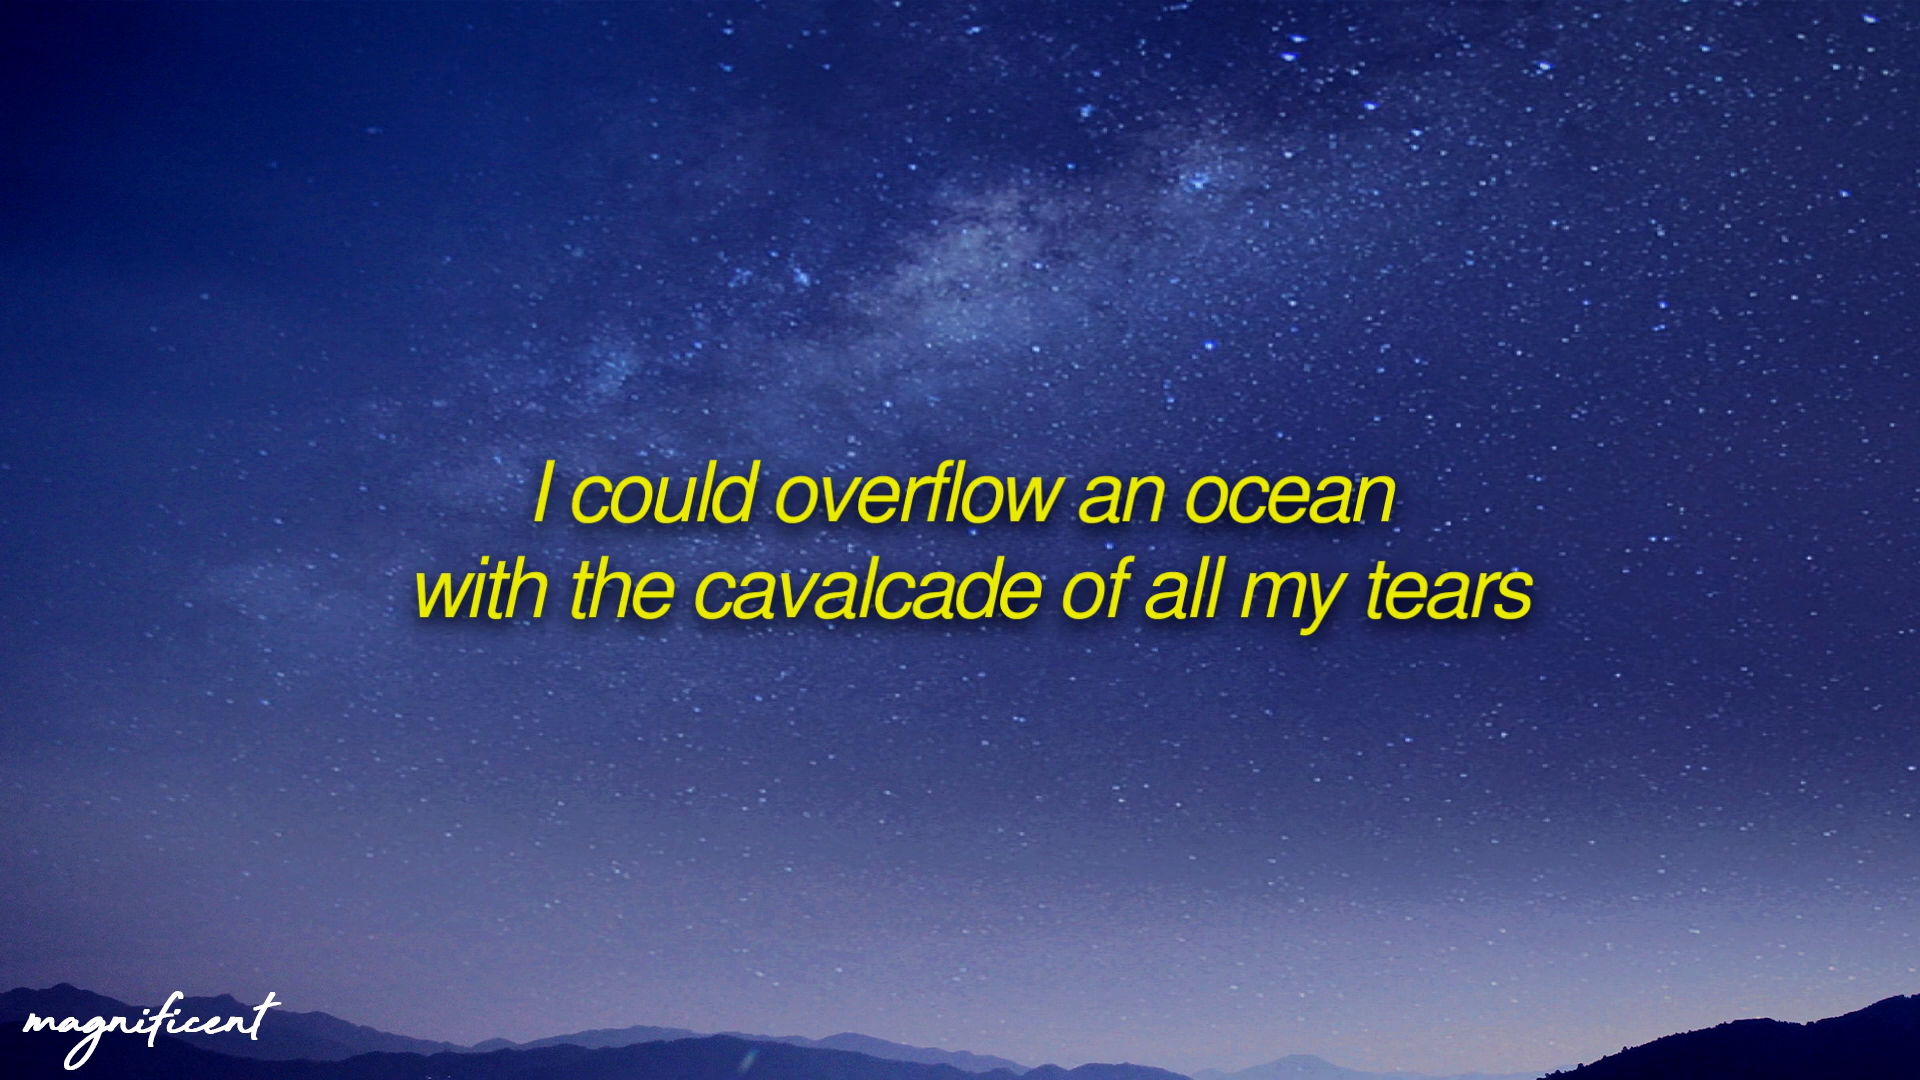 I could overflow an ocean
with the cavalcade of all my tears
magnificent